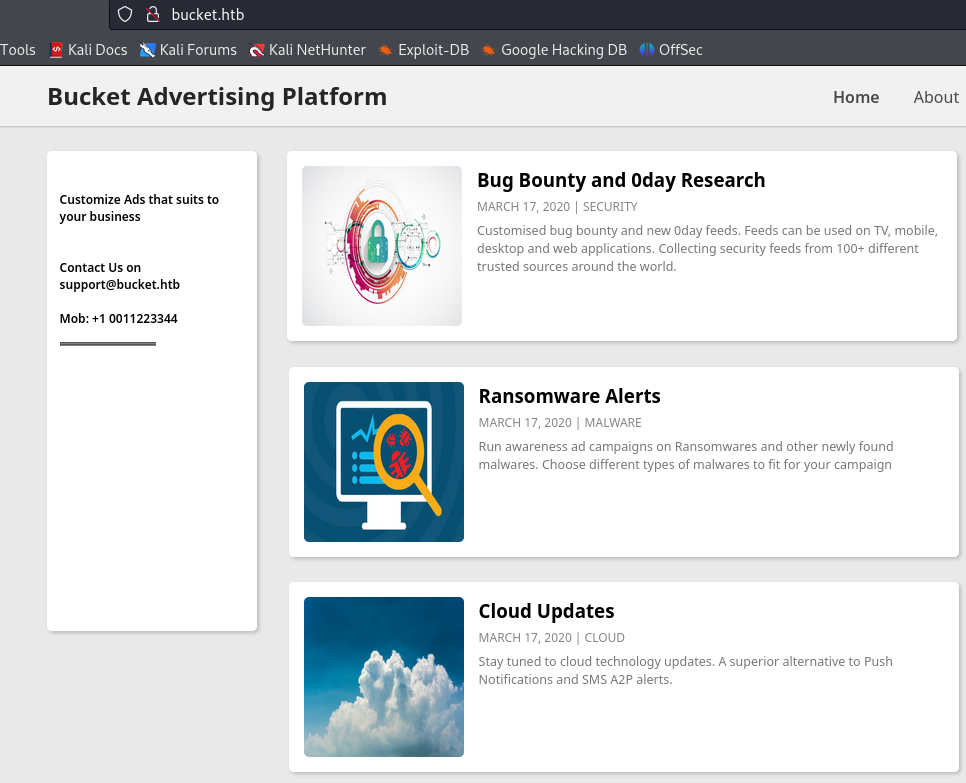 bucket.htb
Tools Kali Docs Kali Forums Kali NetHunter Exploit-DB Google Hacking DB OffSec
Bucket Advertising Platform
Home About
Customize Ads that suits to
your business
Contact Us on
support@bucket.htb
Mob: +1 0011223344
Bug Bounty and 0day Research
MARCH 17, 2020 | SECURITY
Customised bug bounty and new 0day feeds. Feeds can be used on TV, mobile,
desktop and web applications. Collecting security feeds from 100+ different
trusted sources around the world.
Ransomware Alerts
MARCH 17, 2020 | MALWARE
Run awareness ad campaigns on Ransomwares and other newly found
malwares. Choose different types of malwares to fit for your campaign
Cloud Updates
MARCH 17, 2020 | CLOUD
Stay tuned to cloud technology updates. A superior alternative to Push
Notifications and SMS A2P alerts.